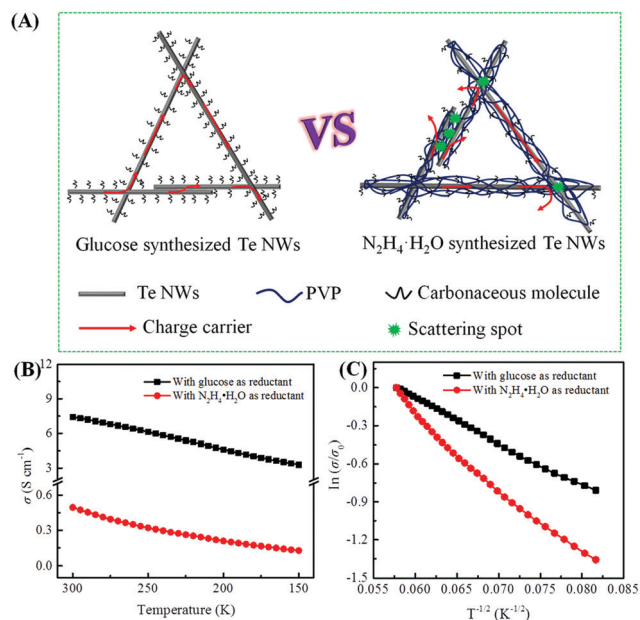 (A)
VS
Glucose synthesized Te NWs
N₂H₄·H₂O synthesized Te NWs
Te NWs
PVP
Carbonaceous molecule
Charge carrier
Scattering spot
(B)
With glucose as reductant
With N₂H₄•H₂O as reductant
σ (S cm⁻¹)
12
9
6
3
0.6
0.3
0.0
300
250
200
150
Temperature (K)
(C)
With glucose as reductant
With N₂H₄•H₂O as reductant
ln (σ/σ₀)
0.0
-0.3
-0.6
-0.9
-1.2
-1.5
0.055
0.060
0.065
0.070
0.075
0.080
0.085
T⁻¹/² (K⁻¹/²)